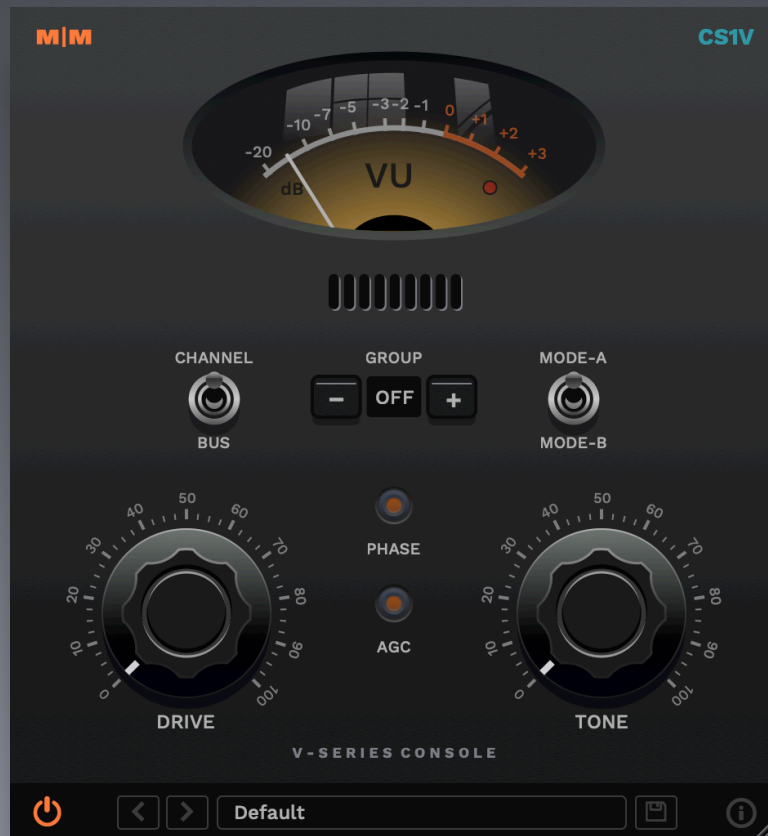 M|M
CS1V
-20
-10
-7
-5
-3
-2
-1
0
+1
+2
+3
dB
VU
CHANNEL
GROUP
MODE-A
−
OFF
+
BUS
MODE-B
0
10
20
30
40
50
60
70
80
90
100
PHASE
AGC
0
10
20
30
40
50
60
70
80
90
100
DRIVE
TONE
V-SERIES CONSOLE
Default